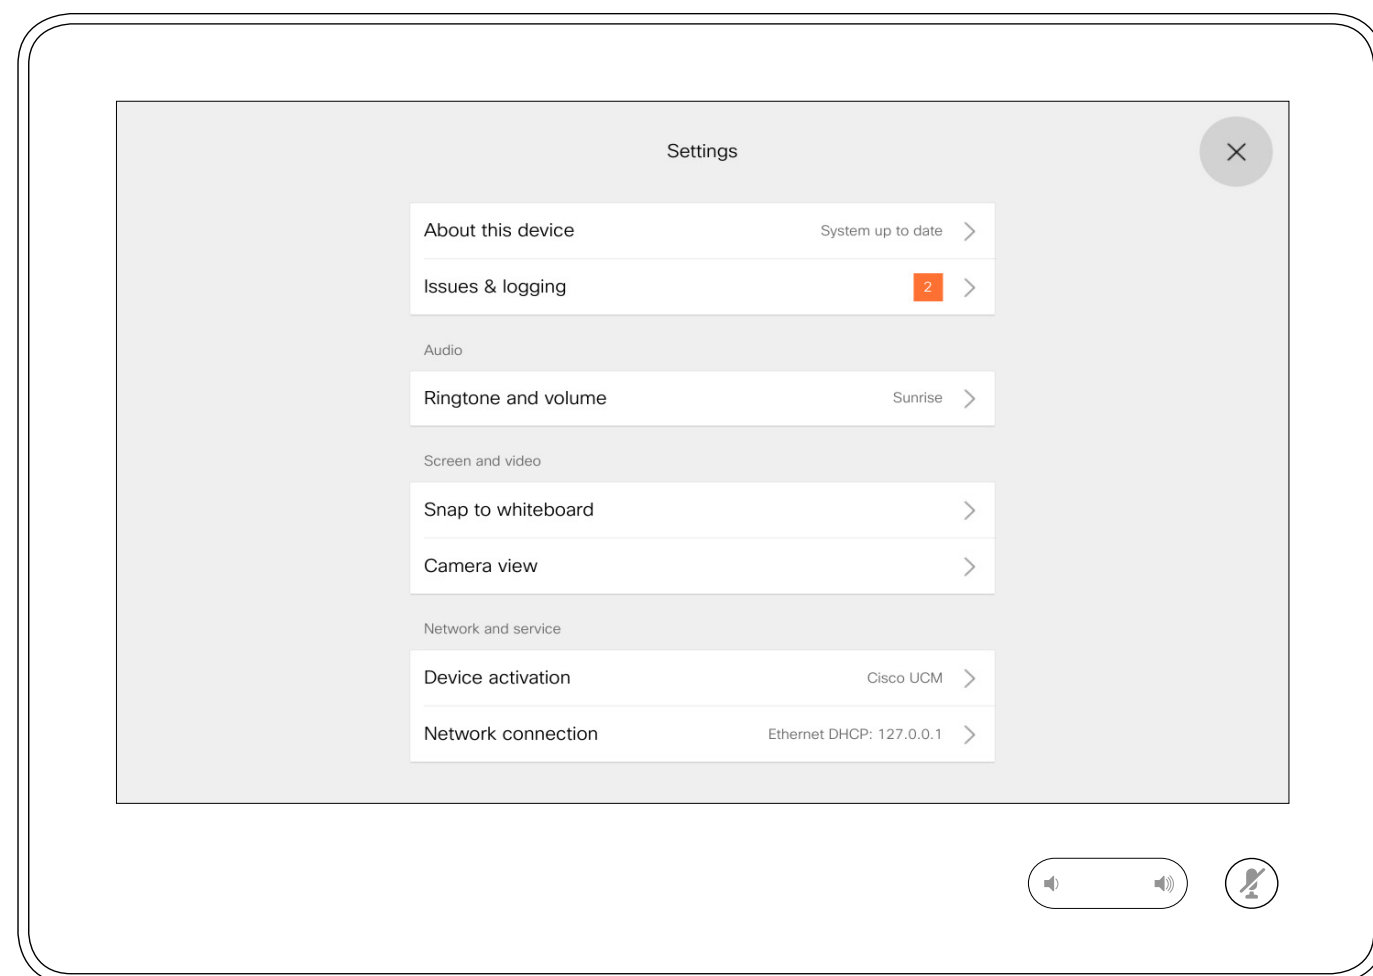 Settings
About this device System up to date
Issues & logging 2
Audio
Ringtone and volume Sunrise
Screen and video
Snap to whiteboard
Camera view
Network and service
Device activation Cisco UCM
Network connection Ethernet DHCP: 127.0.0.1